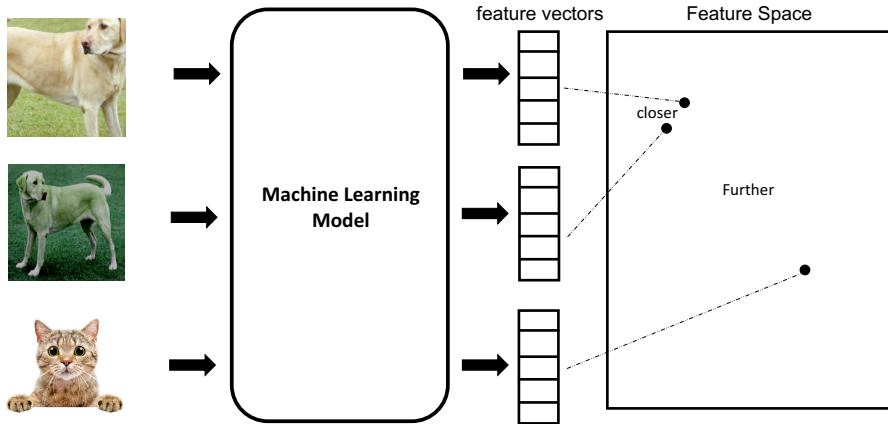 feature vectors
Feature Space
closer
Machine Learning
Model
Further